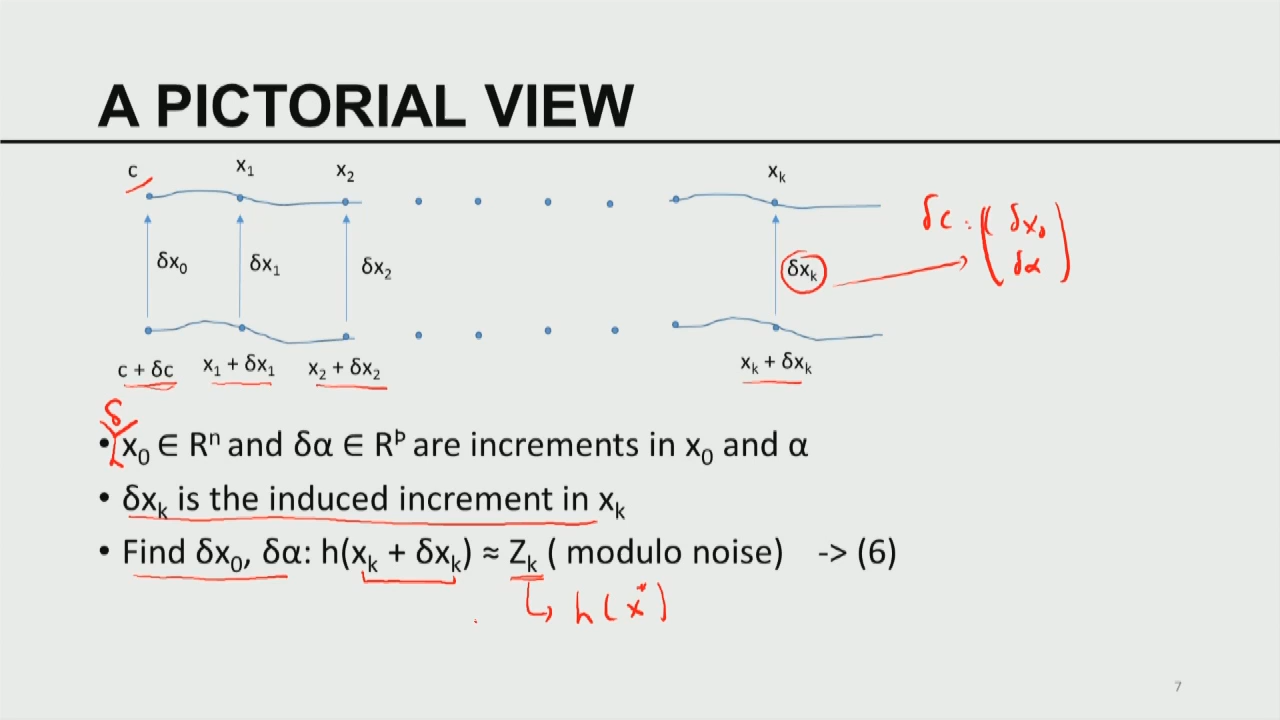 A PICTORIAL VIEW
c x₁ x₂ xₖ
δc : ( δx₀
δα )
δx₀ δx₁ δx₂ δxₖ
c + δc x₁ + δx₁ x₂ + δx₂ xₖ + δxₖ
δ
• x₀ ∈ Rⁿ and δα ∈ Rᵖ are increments in x₀ and α
• δxₖ is the induced increment in xₖ
• Find δx₀, δα: h(xₖ + δxₖ) ≈ Zₖ ( modulo noise) -> (6)
h(x*)
7